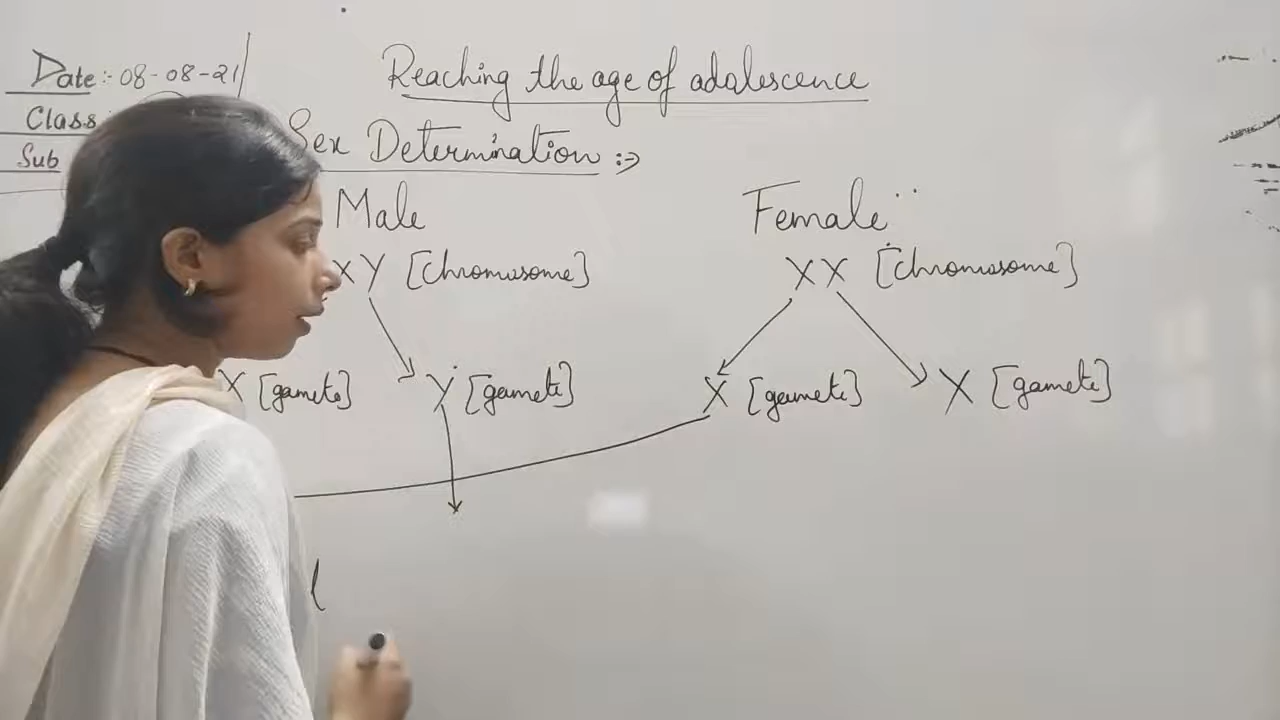 Date :- 08-08-21
Reaching the age of adalescence
Class
Sex Determination :->
Sub
Male
Female
XY [chromosome]
XX [chromosome]
X [gamete]
Y [gamete]
X [gamete]
X [gamete]